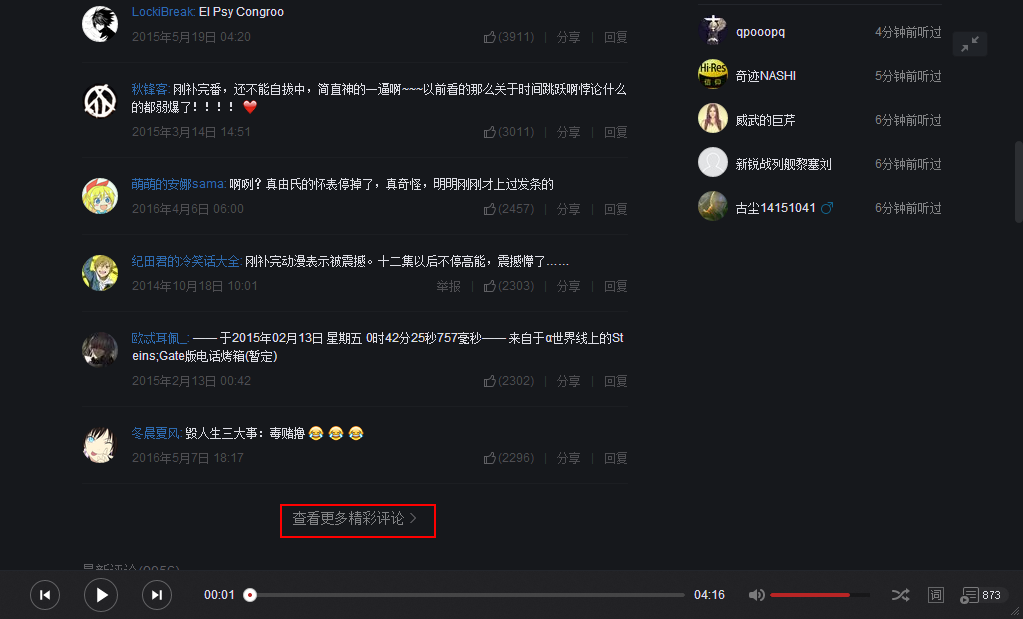 LockiBreak: El Psy Congroo
2015年5月19日 04:20
(3911) | 分享 | 回复
秋锋客: 刚补完番，还不能自拔中，简直神的一逼啊~~~以前看的那么关于时间跳跃啊悖论什么
的都弱爆了！！！！ ❤️
2015年3月14日 14:51
(3011) | 分享 | 回复
萌萌的安娜sama: 啊咧？真由氏的怀表停掉了，真奇怪，明明刚刚才上过发条的
2016年4月6日 06:00
(2457) | 分享 | 回复
纪田君的冷笑话大全: 刚补完动漫表示被震撼。十二集以后不停高能，震撼懵了……
2014年10月18日 10:01
举报 | (2303) | 分享 | 回复
欧忒耳佩_: —— 于2015年02月13日 星期五 0时42分25秒757毫秒—— 来自于α世界线上的St
eins;Gate版电话烤箱(暂定)
2015年2月13日 00:42
(2302) | 分享 | 回复
冬晨夏风: 毁人生三大事：毒赌撸 😂 😂 😂
2016年5月7日 18:17
(2296) | 分享 | 回复
查看更多精彩评论 >
qpooopq
4分钟前听过
Hi-Res
奇迹NASHI
5分钟前听过
威武的巨芹
6分钟前听过
新锐战列舰黎塞刘
6分钟前听过
古尘14151041
6分钟前听过
00:01
04:16
词
873